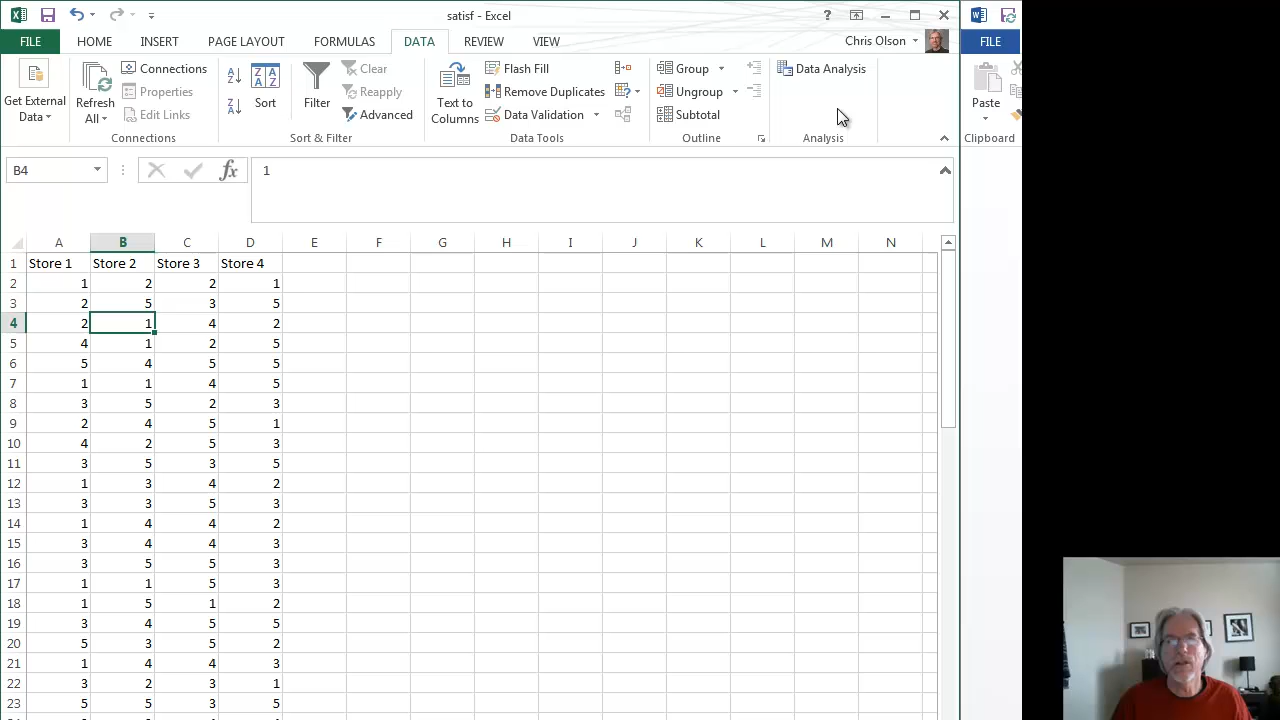 satisf - Excel
FILE HOME INSERT PAGE LAYOUT FORMULAS DATA REVIEW VIEW Chris Olson FILE
Get External Data
Refresh All
Connections
Properties
Edit Links
Connections
Sort
Filter
Clear
Reapply
Advanced
Sort & Filter
Text to Columns
Flash Fill
Remove Duplicates
Data Validation
Data Tools
Group
Ungroup
Subtotal
Outline
Data Analysis
Analysis
Paste
Clipboard
B4 fx 1
A B C D E F G H I J K L M N
1 Store 1 Store 2 Store 3 Store 4
2 1 2 2 1
3 2 5 3 5
4 2 1 4 2
5 4 1 2 5
6 5 4 5 5
7 1 1 4 5
8 3 5 2 3
9 2 4 5 1
10 4 2 5 3
11 3 5 3 5
12 1 3 4 2
13 3 3 5 3
14 1 4 4 2
15 3 4 4 3
16 3 5 5 3
17 1 1 5 3
18 1 5 1 2
19 3 4 5 5
20 5 3 5 2
21 1 4 4 3
22 3 2 3 1
23 5 5 3 5